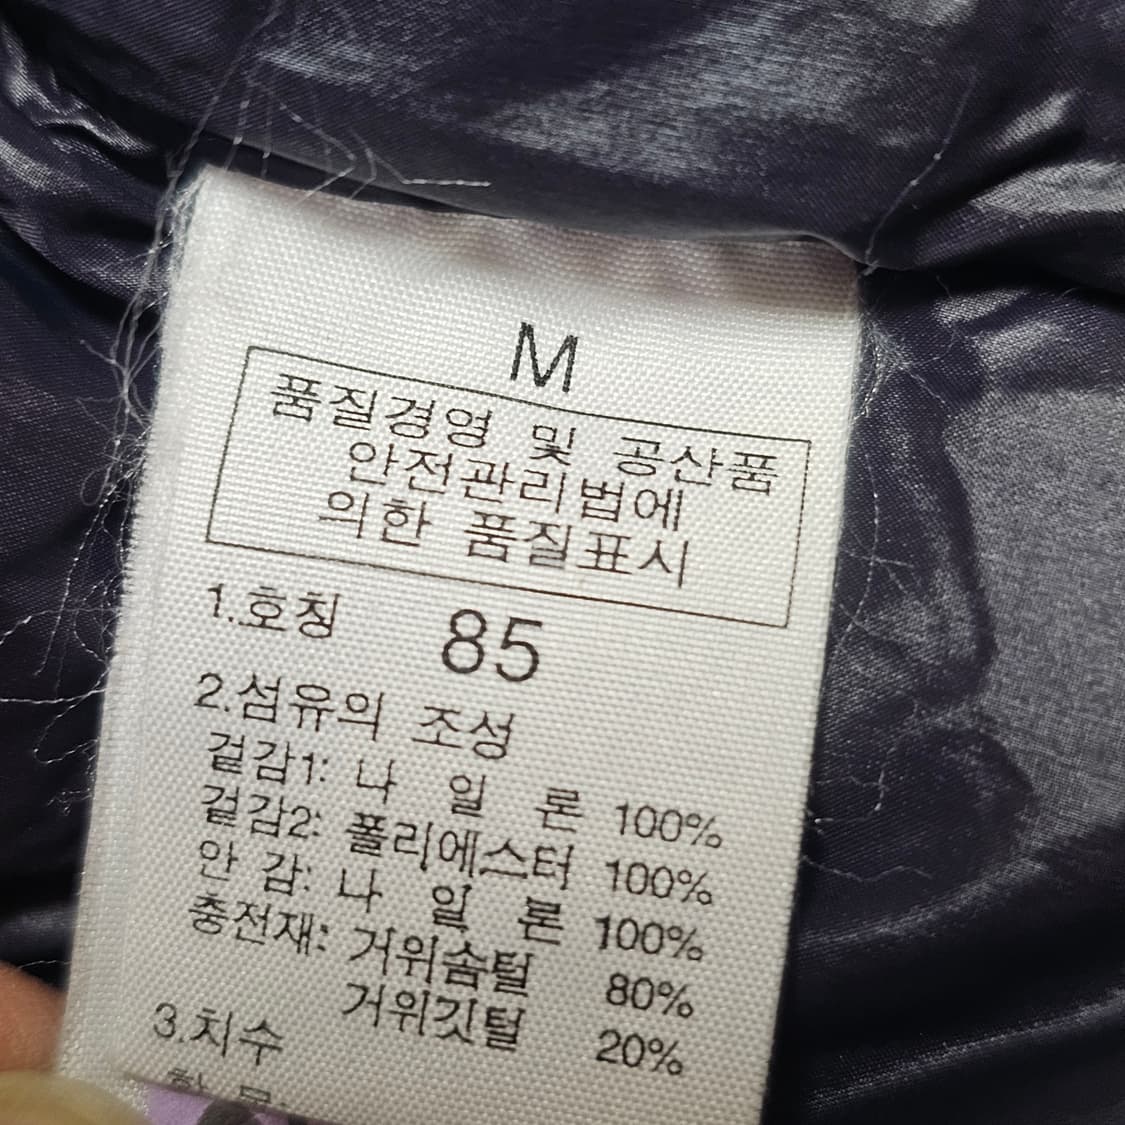 M
품질경영 및 공산품
안전관리법에
의한 품질표시
1.호칭 85
2.섬유의 조성
겉감1: 나 일 론 100%
겉감2: 폴리에스터 100%
안 감: 나 일 론 100%
충전재: 거위솜털 80%
거위깃털 20%
3.치수